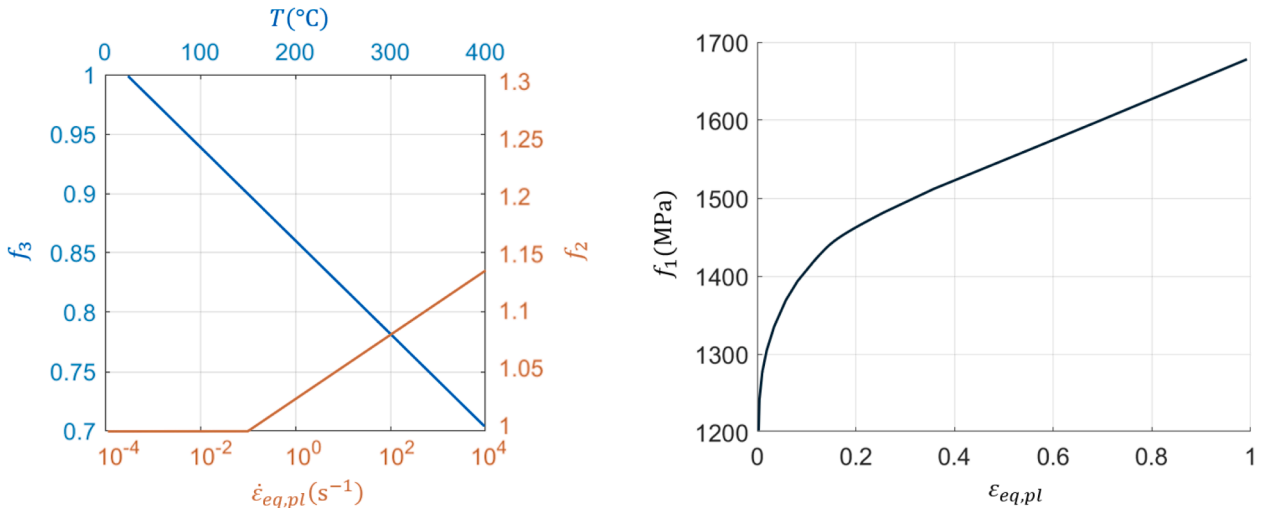 T(°C)
0 100 150 200 300 400
1 1.3
0.95 1.25
0.9 1.2
f₃ 0.85 1.15 f₂
0.8 1.1
0.75 1.05
0.7 1
10⁻⁴ 10⁻² 10⁰ 10² 10⁴
ε̇eq,pl(s⁻¹)
1700
1600
1500
f₁(MPa)
1400
1300
1200
0 0.2 0.4 0.6 0.8 1
εeq,pl